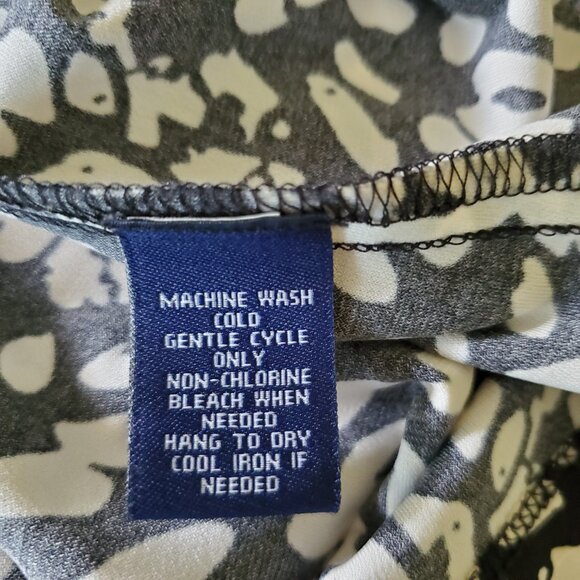 MACHINE WASH
COLD
GENTLE CYCLE
ONLY
NON-CHLORINE
BLEACH WHEN
NEEDED
HANG TO DRY
COOL IRON IF
NEEDED